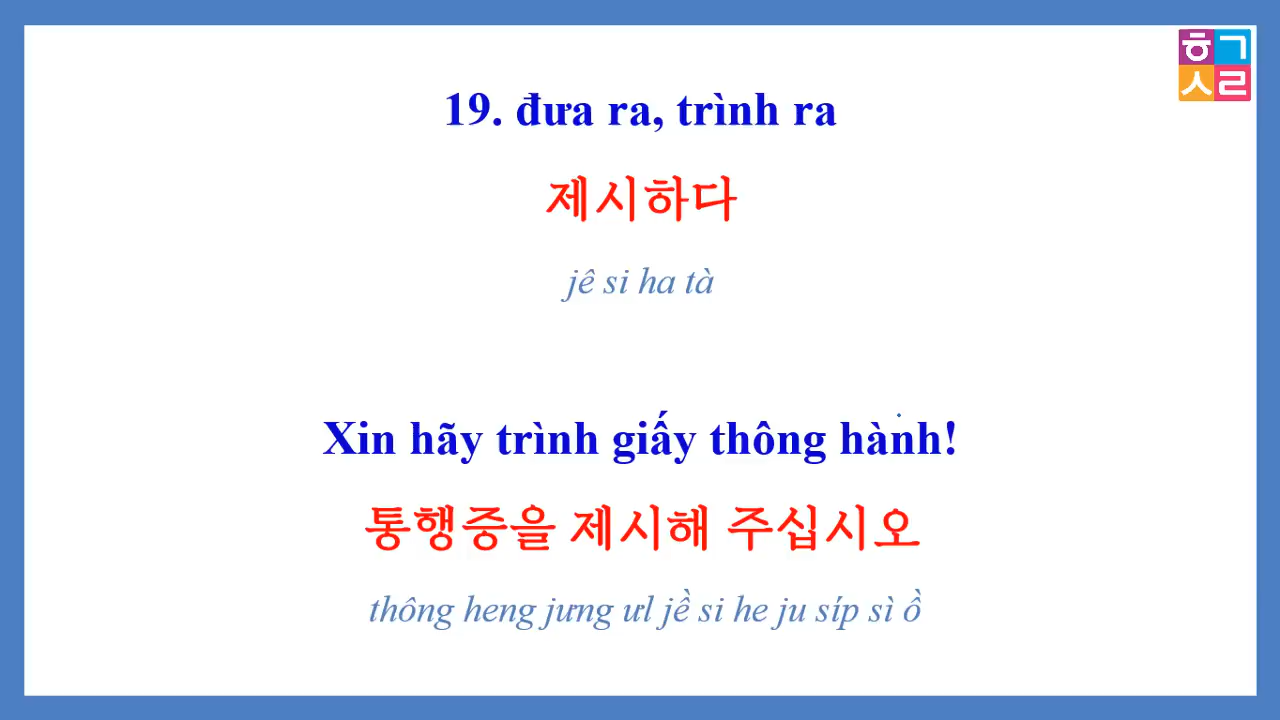 ㅎㄱ
ㅅㄹ
19. đưa ra, trình ra
제시하다
jê si ha tà
Xin hãy trình giấy thông hành!
통행증을 제시해 주십시오
thông heng jưng ưl jề si he ju síp sì ồ